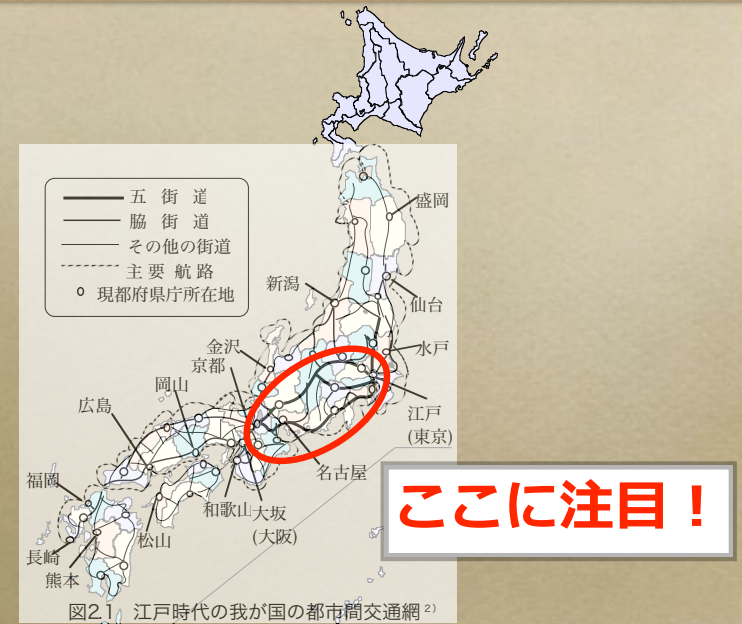 五街道
脇街道
その他の街道
主要航路
現都府県庁所在地
盛岡
新潟
仙台
金沢
水戸
京都
岡山
広島
江戸
(東京)
名古屋
福岡
和歌山
大坂
(大阪)
松山
長崎
熊本
ここに注目！
図2.1 江戸時代の我が国の都市間交通網2)